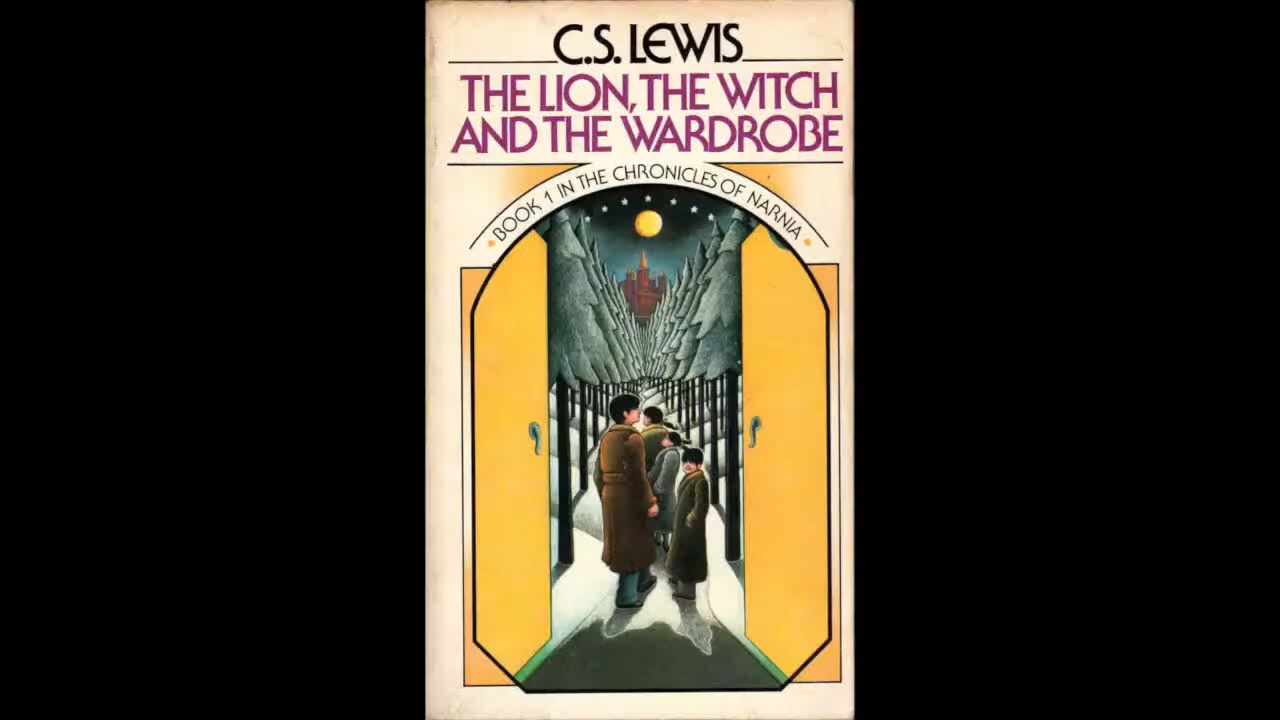 C.S. LEWIS
THE LION, THE WITCH
AND THE WARDROBE
BOOK 1 IN THE CHRONICLES OF NARNIA